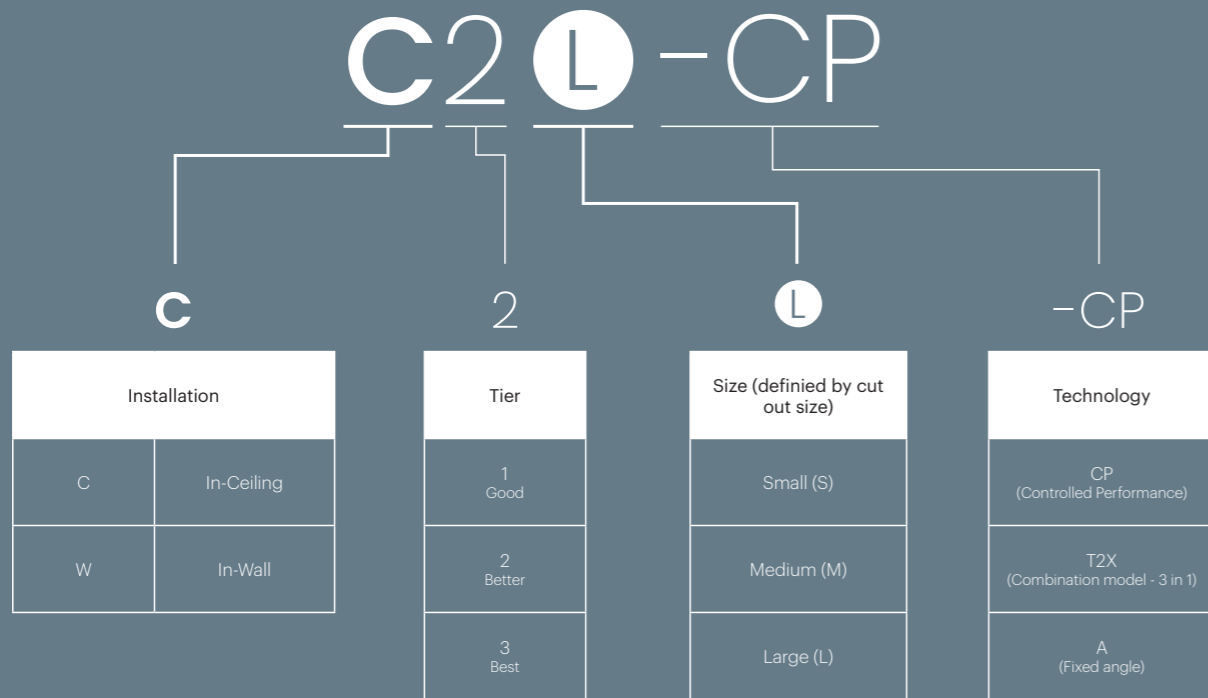 C2L-CP
C
2
L
-CP
Installation
C
In-Ceiling
W
In-Wall
Tier
1
Good
2
Better
3
Best
Size (definied by cut
out size)
Small (S)
Medium (M)
Large (L)
Technology
CP
(Controlled Performance)
T2X
(Combination model - 3 in 1)
A
(Fixed angle)